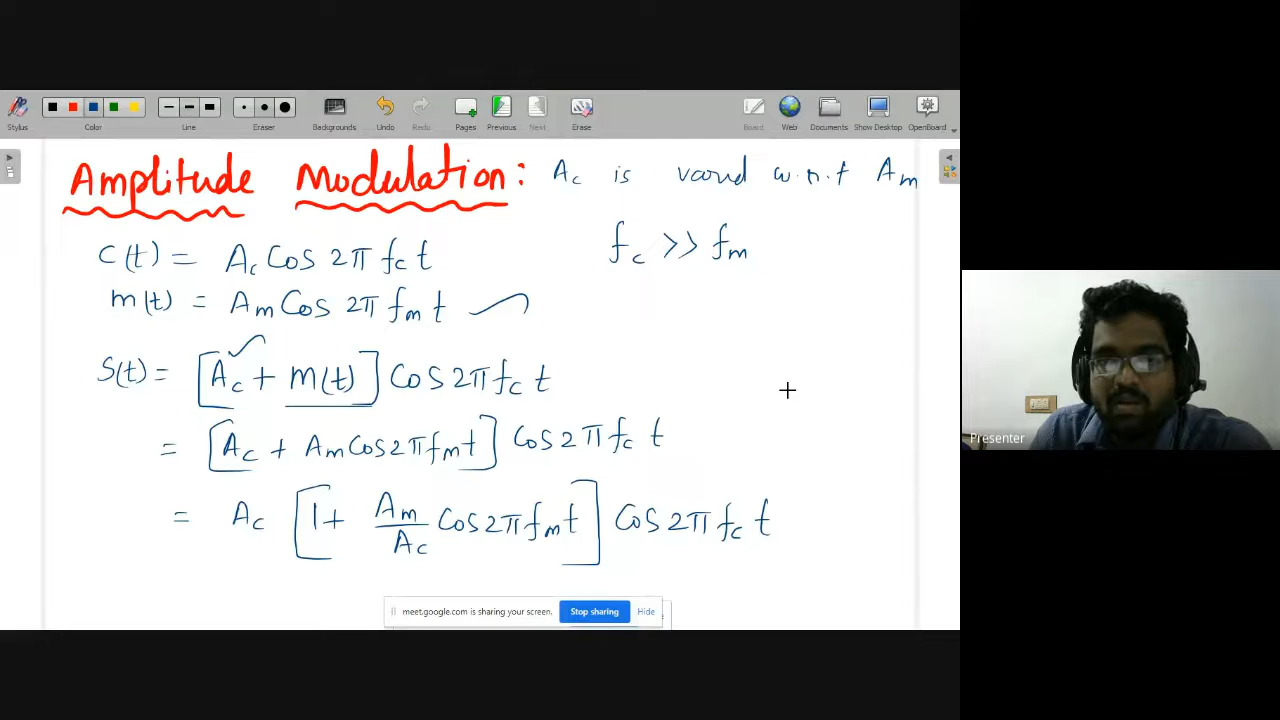 Stylus
Color
Line
Eraser
Backgrounds
Undo
Redo
Pages
Previous
Next
Erase
Board
Web
Documents
Show Desktop
OpenBoard
Amplitude Modulation: Ac is varied w.r.t Am
fc >> fm
C(t) = Ac Cos 2π fc t
m(t) = Am Cos 2π fm t
S(t) = [Ac + m(t)] Cos 2π fc t
= [Ac + Am Cos 2π fm t] Cos 2π fc t
= Ac [1 + Am/Ac Cos 2π fm t] Cos 2π fc t
Presenter
meet.google.com is sharing your screen. Stop sharing Hide